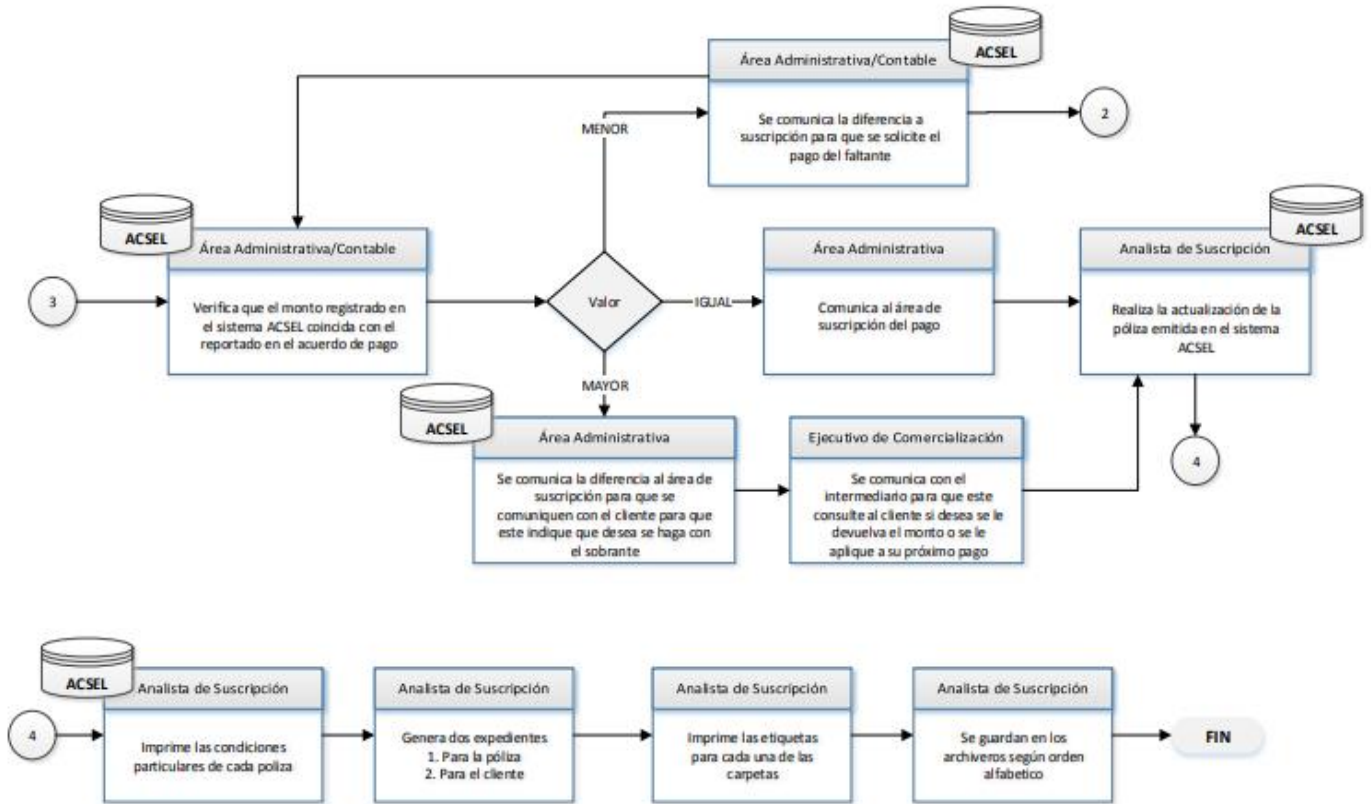 ACSEL
Área Administrativa/Contable
Se comunica la diferencia a
suscripción para que se solicite el
pago del faltante
2
MENOR
ACSEL
Área Administrativa/Contable
Verifica que el monto registrado en
el sistema ACSEL coincida con el
reportado en el acuerdo de pago
3
Valor
IGUAL
Área Administrativa
Comunica al área de
suscripción del pago
ACSEL
Analista de Suscripción
Realiza la actualización de la
póliza emitida en el sistema
ACSEL
MAYOR
ACSEL
Área Administrativa
Se comunica la diferencia al área de
suscripción para que se
comuniquen con el cliente para que
este indique que desea se haga con
el sobrante
Ejecutivo de Comercialización
Se comunica con el
intermediario para que este
consulte al cliente si desea se le
devuelva el monto o se le
aplique a su próximo pago
4
ACSEL
4
Analista de Suscripción
Imprime las condiciones
particulares de cada poliza
Analista de Suscripción
Genera dos expedientes
1. Para la póliza
2. Para el cliente
Analista de Suscripción
Imprime las etiquetas
para cada una de las
carpetas
Analista de Suscripción
Se guardan en los
archiveros según orden
alfabetico
FIN